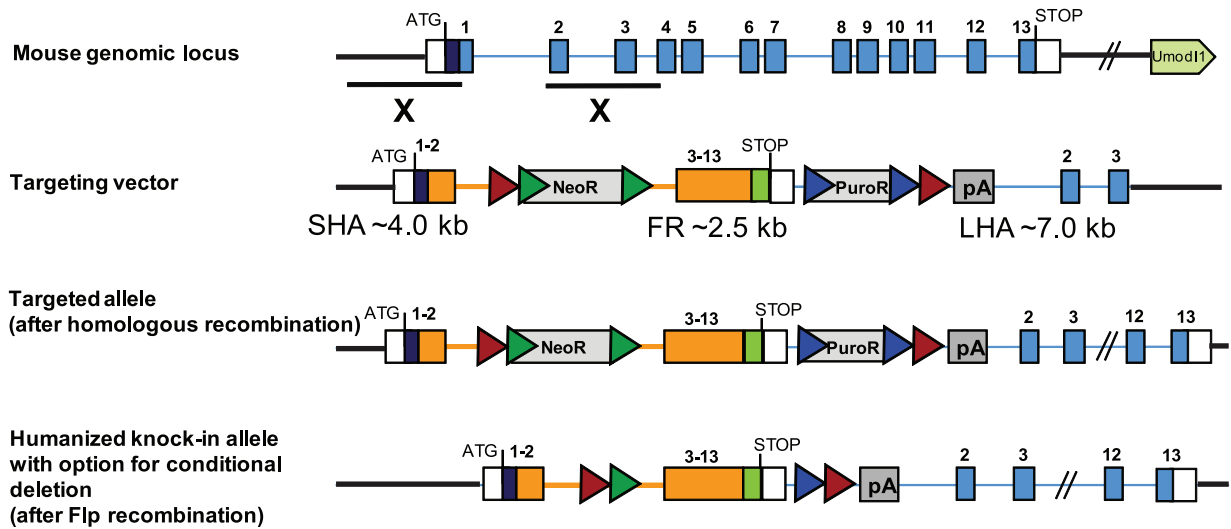 ATG 1 2 3 4 5 6 7 8 9 10 11 12 13 STOP
Mouse genomic locus
Umodl1
X X
ATG 1-2 3-13 STOP 2 3
Targeting vector
NeoR PuroR pA
SHA ~4.0 kb FR ~2.5 kb LHA ~7.0 kb
Targeted allele
(after homologous recombination)
ATG 1-2 3-13 STOP 2 3 12 13
NeoR PuroR pA
Humanized knock-in allele
with option for conditional
deletion
(after Flp recombination)
ATG 1-2 3-13 STOP 2 3 12 13
pA